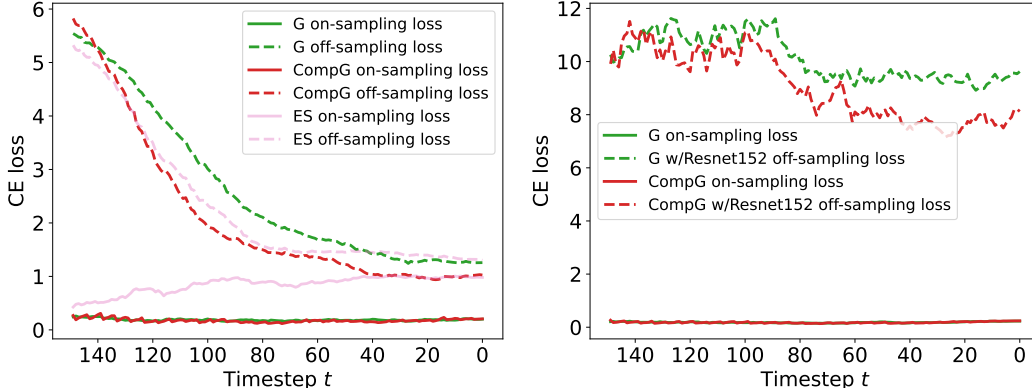 6
5
4
3
2
1
0
CE loss
G on-sampling loss
G off-sampling loss
CompG on-sampling loss
CompG off-sampling loss
ES on-sampling loss
ES off-sampling loss
140 120 100 80 60 40 20 0
Timestep t
12
10
8
6
4
2
0
CE loss
G on-sampling loss
G w/Resnet152 off-sampling loss
CompG on-sampling loss
CompG w/Resnet152 off-sampling loss
140 120 100 80 60 40 20 0
Timestep t